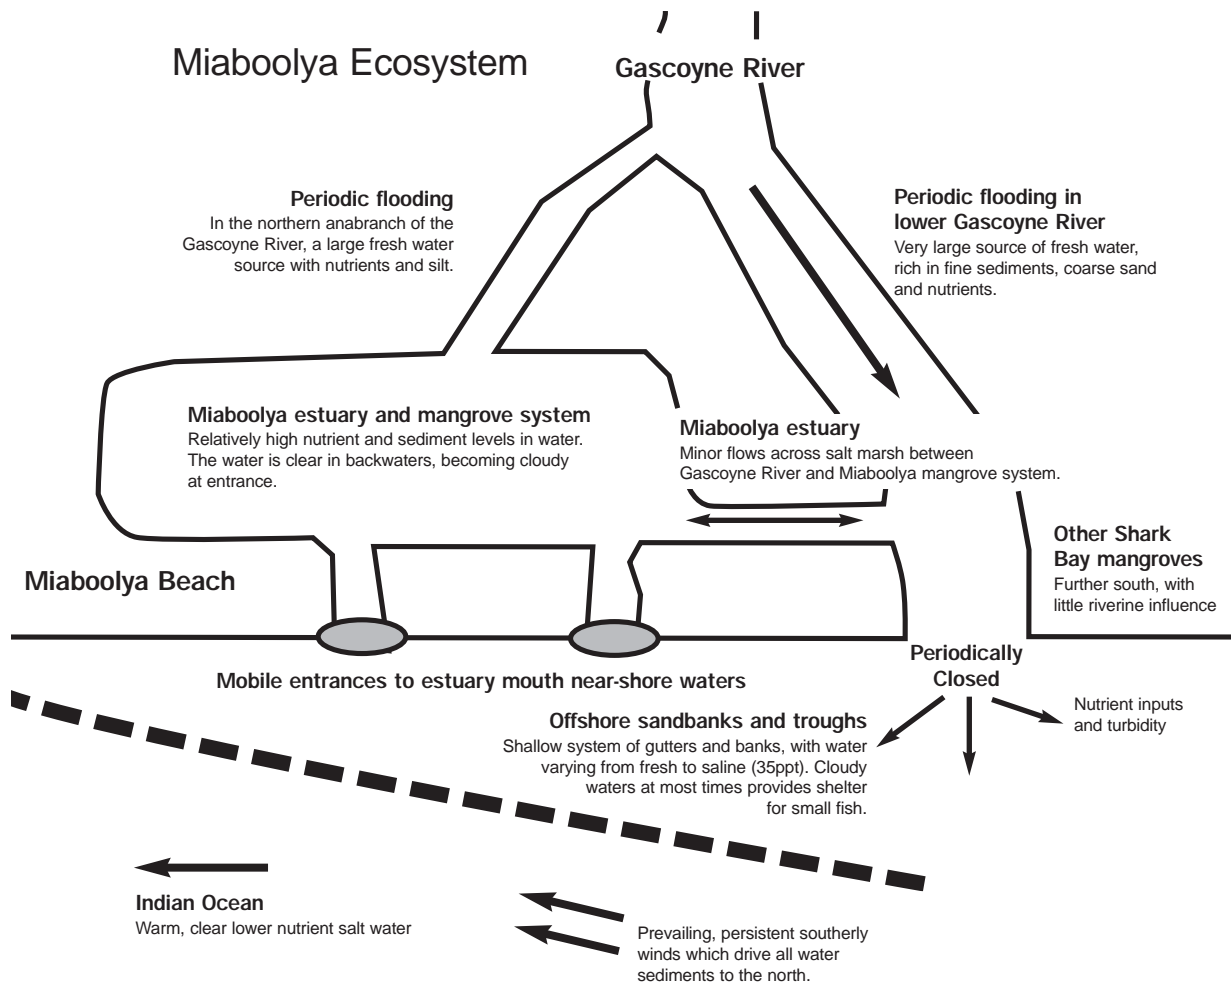 Miaboolya Ecosystem
Gascoyne River
Periodic flooding
In the northern anabranch of the
Gascoyne River, a large fresh water
source with nutrients and silt.
Periodic flooding in
lower Gascoyne River
Very large source of fresh water,
rich in fine sediments, coarse sand
and nutrients.
Miaboolya estuary and mangrove system
Relatively high nutrient and sediment levels in water.
The water is clear in backwaters, becoming cloudy
at entrance.
Miaboolya estuary
Minor flows across salt marsh between
Gascoyne River and Miaboolya mangrove system.
Other Shark
Bay mangroves
Further south, with
little riverine influence
Miaboolya Beach
Periodically
Closed
Mobile entrances to estuary mouth near-shore waters
Nutrient inputs
and turbidity
Offshore sandbanks and troughs
Shallow system of gutters and banks, with water
varying from fresh to saline (35ppt). Cloudy
waters at most times provides shelter
for small fish.
Indian Ocean
Warm, clear lower nutrient salt water
Prevailing, persistent southerly
winds which drive all water
sediments to the north.